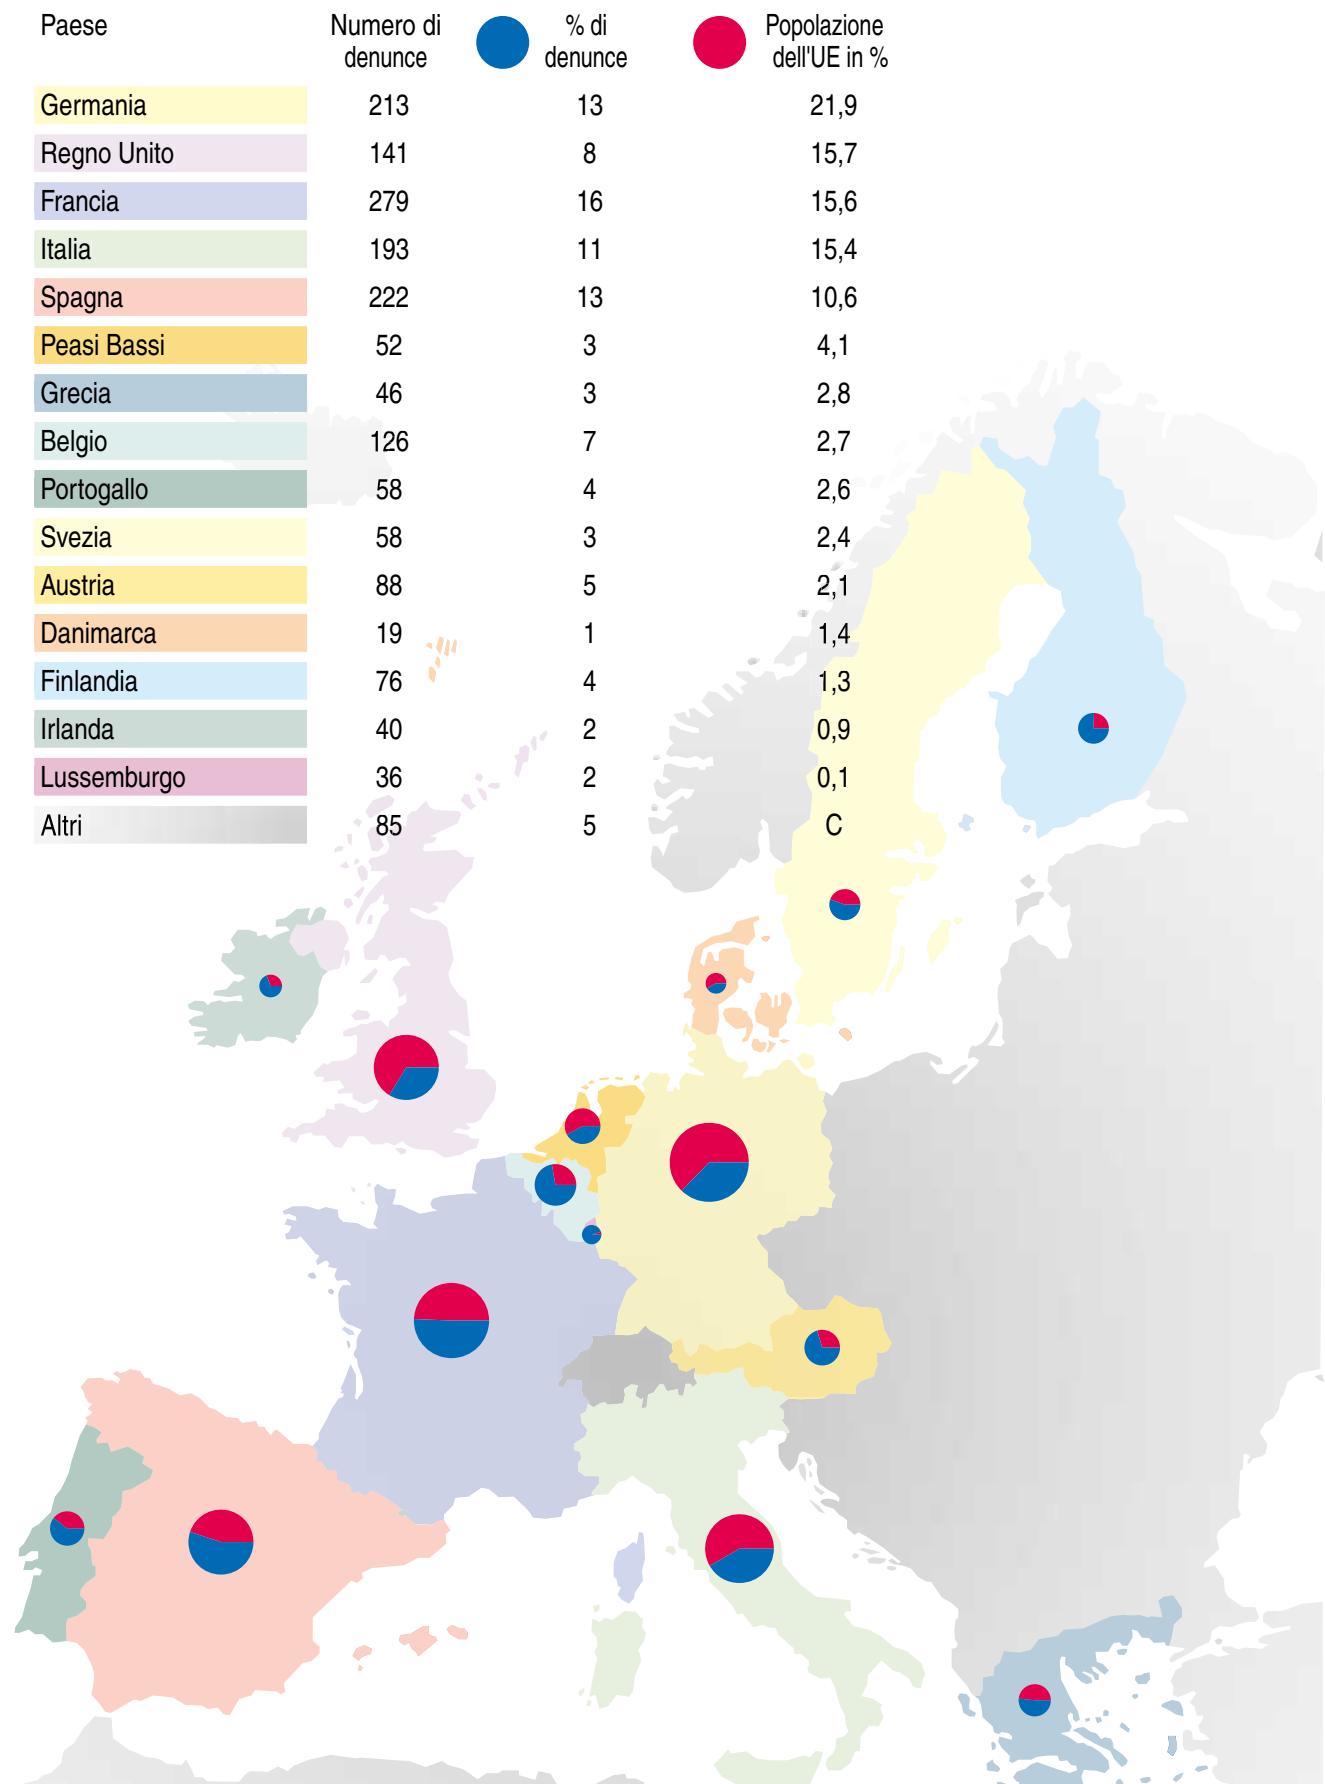 Paese Numero di denunce % di denunce Popolazione dell'UE in %
Germania 213 13 21,9
Regno Unito 141 8 15,7
Francia 279 16 15,6
Italia 193 11 15,4
Spagna 222 13 10,6
Peasi Bassi 52 3 4,1
Grecia 46 3 2,8
Belgio 126 7 2,7
Portogallo 58 4 2,6
Svezia 58 3 2,4
Austria 88 5 2,1
Danimarca 19 1 1,4
Finlandia 76 4 1,3
Irlanda 40 2 0,9
Lussemburgo 36 2 0,1
Altri 85 5 C